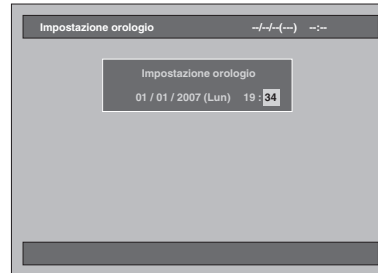 Impostazione orologio --/--/--(---) --:--
Impostazione orologio
01 / 01 / 2007 (Lun) 19 : 34